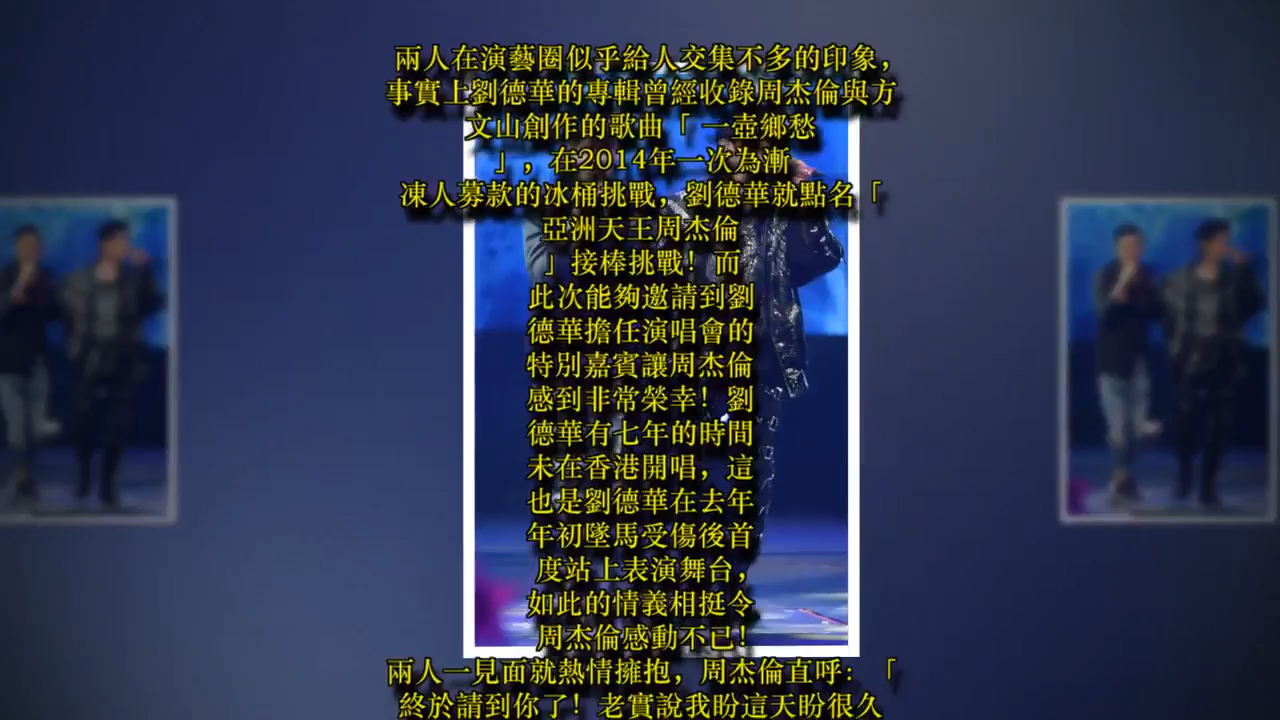 兩人在演藝圈似乎給人交集不多的印象，
事實上劉德華的專輯曾經收錄周杰倫與方
文山創作的歌曲「 一壺鄉愁
」，在2014年一次為漸
凍人募款的冰桶挑戰，劉德華就點名「
亞洲天王周杰倫
」接棒挑戰！而
此次能夠邀請到劉
德華擔任演唱會的
特別嘉賓讓周杰倫
感到非常榮幸！劉
德華有七年的時間
未在香港開唱，這
也是劉德華在去年
年初墜馬受傷後首
度站上表演舞台，
如此的情義相挺令
周杰倫感動不已！
兩人一見面就熱情擁抱，周杰倫直呼：「
終於請到你了！老實說我盼這天盼很久